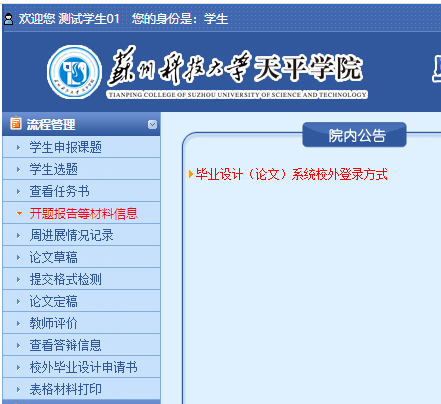 欢迎您 测试学生01 您的身份是：学生
苏州科技大学天平学院
TIANPING COLLEGE OF SUZHOU UNIVERSITY OF SCIENCE AND TECHNOLOGY
流程管理
学生申报课题
学生选题
查看任务书
开题报告等材料信息
周进展情况记录
论文草稿
提交格式检测
论文定稿
教师评价
查看答辩信息
校外毕业设计申请书
表格材料打印
院内公告
毕业设计（论文）系统校外登录方式